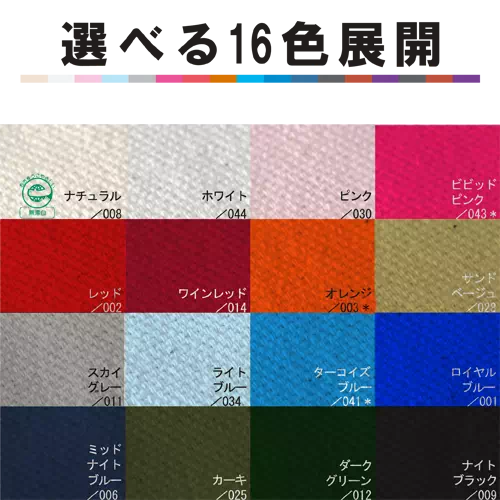 選べる16色展開
ナチュラル
/008
ホワイト
/044
ピンク
/030
ビビッド
ピンク
/043*
レッド
/002
ワインレッド
/014
オレンジ
/003*
サンド
ベージュ
/028
スカイ
グレー
/011
ライト
ブルー
/034
ターコイズ
ブルー
/041*
ロイヤル
ブルー
/001
ミッド
ナイト
ブルー
/006
カーキ
/025
ダーク
グリーン
/012
ナイト
ブラック
/009